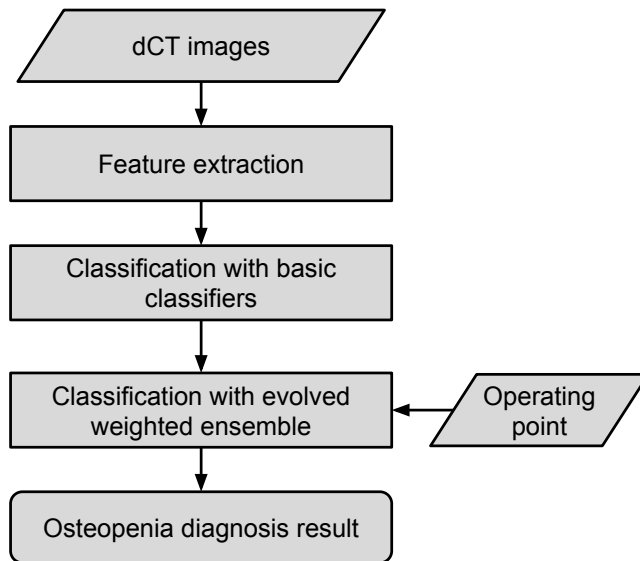 dCT images
Feature extraction
Classification with basic
classifiers
Classification with evolved
weighted ensemble
Operating
point
Osteopenia diagnosis result